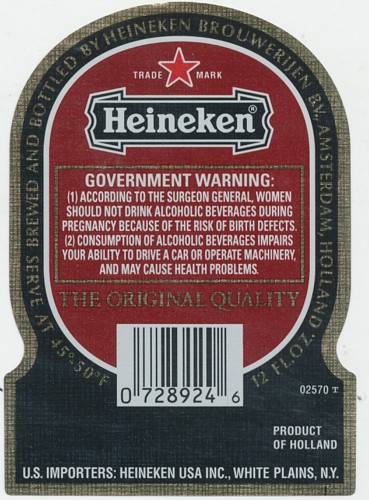 SERVE AT 45°-50°F BREWED AND BOTTLED BY HEINEKEN BROUWERIJEN B.V., AMSTERDAM, HOLLAND 12 FL.OZ.
TRADE MARK
Heineken®
GOVERNMENT WARNING:
(1) ACCORDING TO THE SURGEON GENERAL, WOMEN
SHOULD NOT DRINK ALCOHOLIC BEVERAGES DURING
PREGNANCY BECAUSE OF THE RISK OF BIRTH DEFECTS.
(2) CONSUMPTION OF ALCOHOLIC BEVERAGES IMPAIRS
YOUR ABILITY TO DRIVE A CAR OR OPERATE MACHINERY,
AND MAY CAUSE HEALTH PROBLEMS.
THE ORIGINAL QUALITY
0 728924 6
02570 T
PRODUCT
OF HOLLAND
U.S. IMPORTERS: HEINEKEN USA INC., WHITE PLAINS, N.Y.